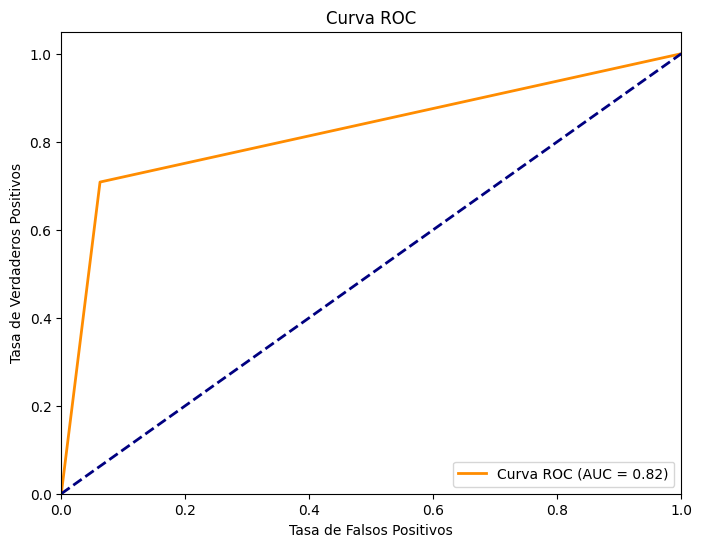 Curva ROC
1.0
0.8
0.6
0.4
0.2
0.0
Tasa de Verdaderos Positivos
Curva ROC (AUC = 0.82)
0.0 0.2 0.4 0.6 0.8 1.0
Tasa de Falsos Positivos